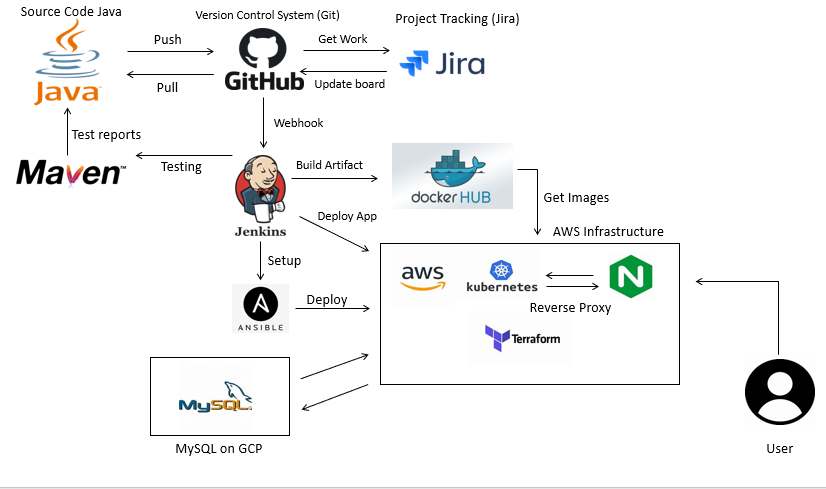 Source Code Java
Version Control System (Git)
Project Tracking (Jira)
Push
Get Work
Java
GitHub
Jira
Pull
Update board
Webhook
Test reports
Maven™
Testing
Build Artifact
docker HUB
Get Images
Jenkins
Deploy App
AWS Infrastructure
Setup
aws
kubernetes
N
Reverse Proxy
ANSIBLE
Deploy
Terraform
MySQL
MySQL on GCP
User